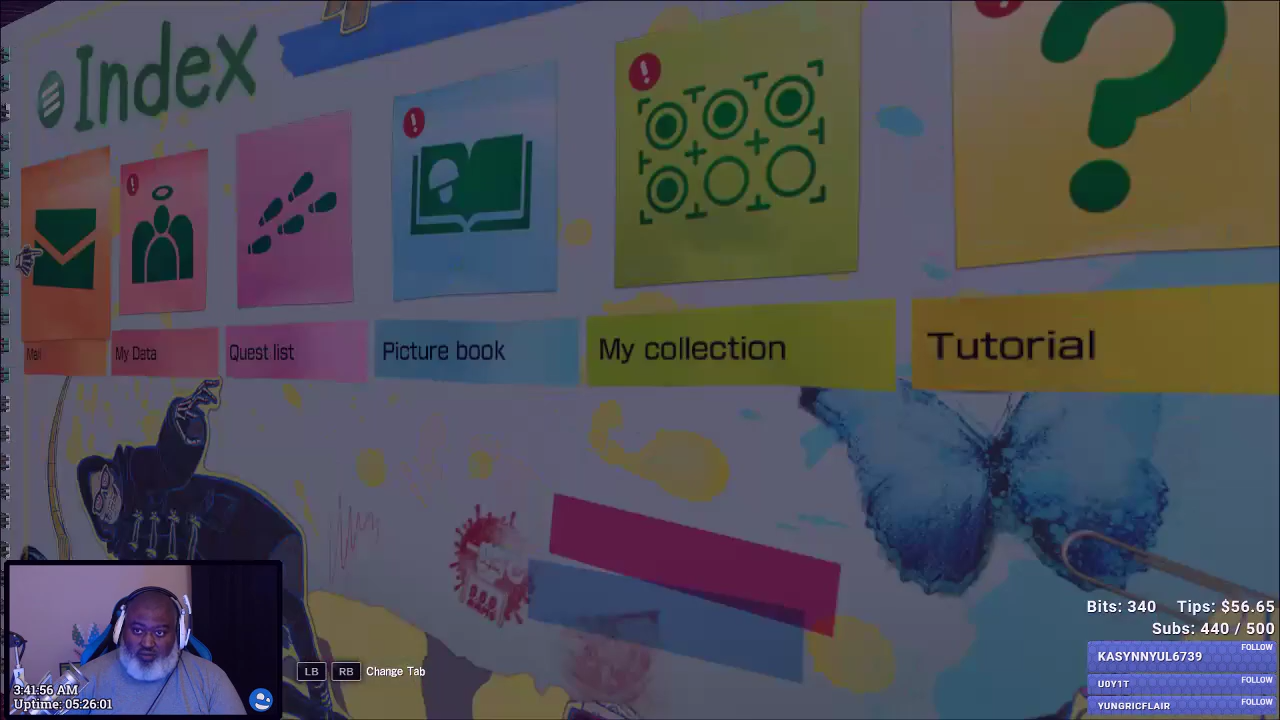 Index
Mail
My Data
Quest list
Picture book
My collection
Tutorial
LB RB Change Tab
3:41:56 AM
Uptime: 05:26:01
Bits: 340 Tips: $56.65
Subs: 440 / 500
FOLLOW
KASYNNYUL6739
FOLLOW
U0Y1T
FOLLOW
YUNGRICFLAIR